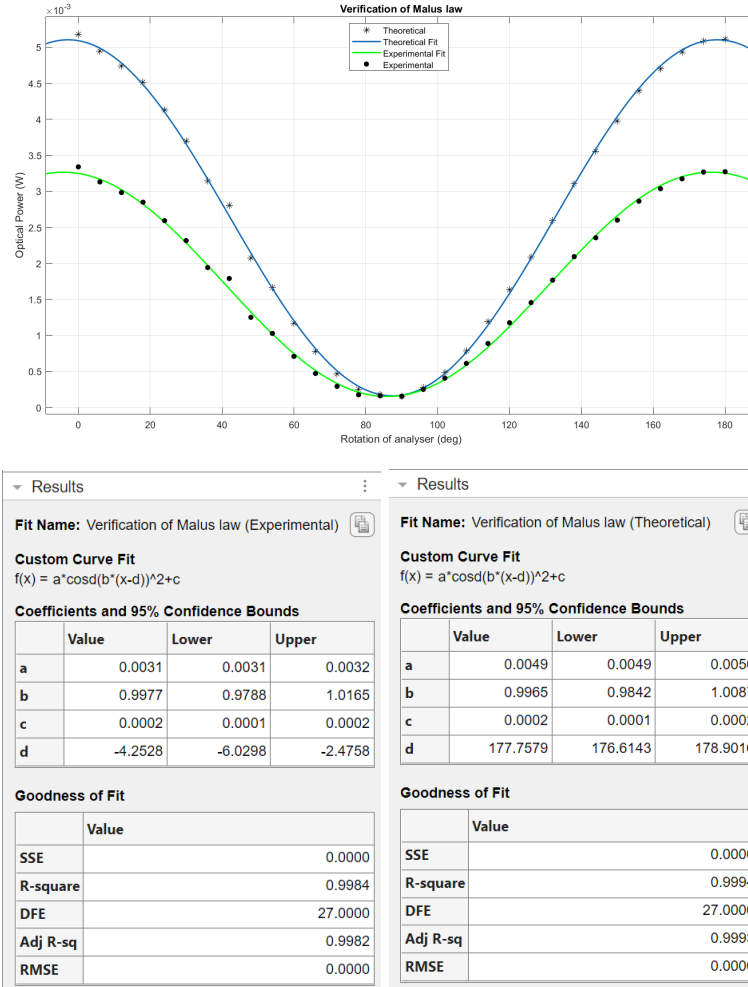 Verification of Malus law
×10⁻³
Theoretical
Theoretical Fit
Experimental Fit
Experimental
5
4.5
4
3.5
3
2.5
2
1.5
1
0.5
0
Optical Power (W)
0 20 40 60 80 100 120 140 160 180
Rotation of analyser (deg)
Results
Fit Name: Verification of Malus law (Experimental)
Custom Curve Fit
f(x) = a*cosd(b*(x-d))^2+c
Coefficients and 95% Confidence Bounds
Value Lower Upper
a 0.0031 0.0031 0.0032
b 0.9977 0.9788 1.0165
c 0.0002 0.0001 0.0002
d -4.2528 -6.0298 -2.4758
Goodness of Fit
Value
SSE 0.0000
R-square 0.9984
DFE 27.0000
Adj R-sq 0.9982
RMSE 0.0000
Results
Fit Name: Verification of Malus law (Theoretical)
Custom Curve Fit
f(x) = a*cosd(b*(x-d))^2+c
Coefficients and 95% Confidence Bounds
Value Lower Upper
a 0.0049 0.0049
b 0.9965 0.9842
c 0.0002 0.0001
d 177.7579 176.6143
Goodness of Fit
Value
SSE
R-square
DFE
Adj R-sq
RMSE